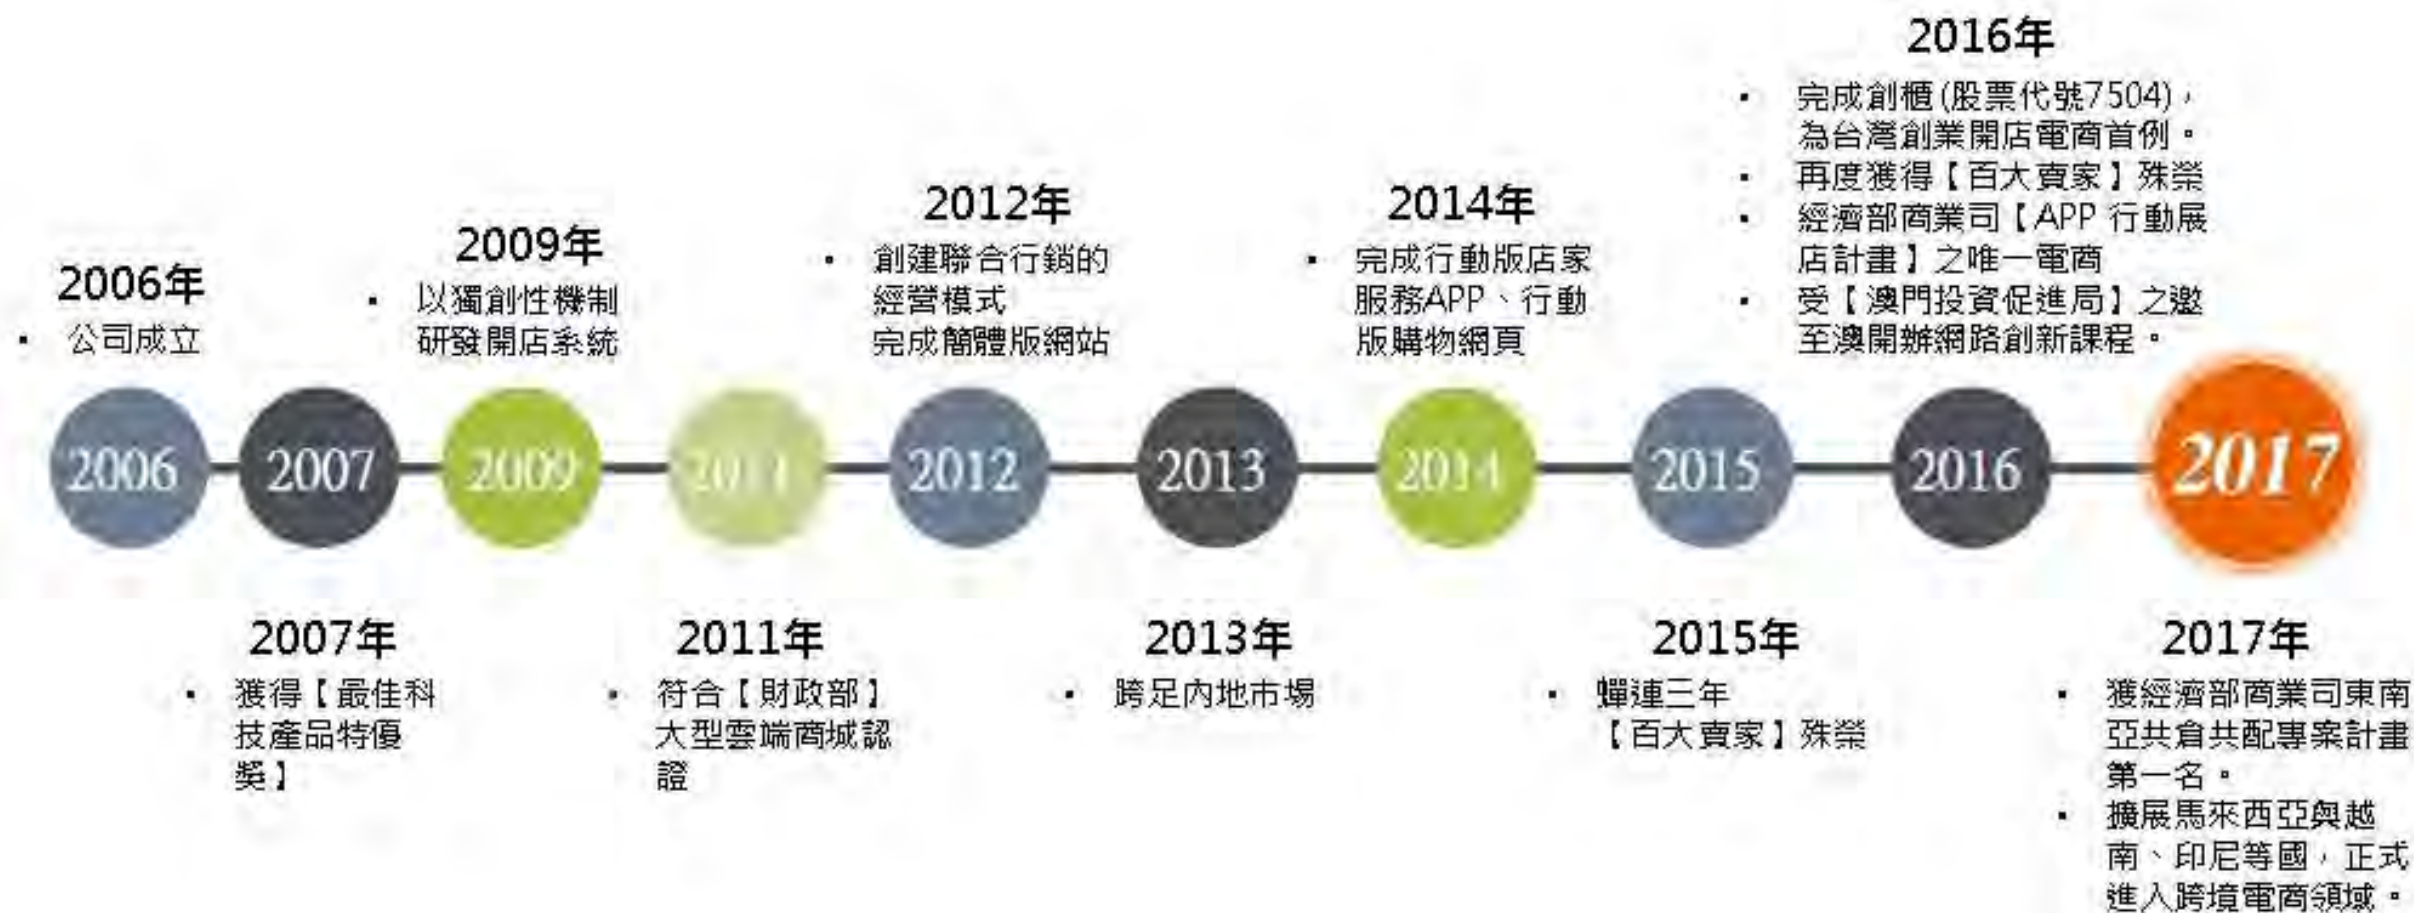 2006年
▪ 公司成立
2009年
▪ 以獨創性機制
研發開店系統
2012年
▪ 創建聯合行銷的
經營模式
完成簡體版網站
2014年
▪ 完成行動版店家
服務APP、行動
版購物網頁
2016年
▪ 完成創櫃(股票代號7504),
為台灣創業開店電商首例。
▪ 再度獲得【百大賣家】殊榮
▪ 經濟部商業司【APP 行動展
店計畫】之唯一電商
▪ 受【澳門投資促進局】之邀
至澳開辦網路創新課程。
2006
2007
2009
2011
2012
2013
2014
2015
2016
2017
2007年
▪ 獲得【最佳科
技產品特優
獎】
2011年
▪ 符合【財政部】
大型雲端商城認
證
2013年
▪ 跨足內地市場
2015年
▪ 蟬連三年
【百大賣家】殊榮
2017年
▪ 獲經濟部商業司東南
亞共倉共配專案計畫
第一名。
▪ 擴展馬來西亞與越
南、印尼等國,正式
進入跨境電商領域。